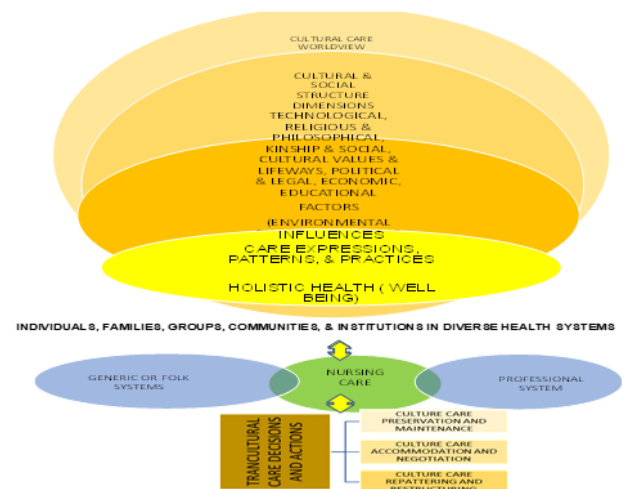 CULTURAL CARE
WORLDVIEW
CULTURAL &
SOCIAL
STRUCTURE
DIMENSIONS
TECHNOLOGICAL,
RELIGIOUS &
PHILOSOPHICAL,
KINSHIP & SOCIAL,
CULTURAL VALUES &
LIFEWAYS, POLITICAL
& LEGAL, ECONOMIC,
EDUCATIONAL
FACTORS
(ENVIRONMENTAL
INFLUENCES
CARE EXPRESSIONS,
PATTERNS, & PRACTICES
HOLISTIC HEALTH ( WELL
BEING)
INDIVIDUALS, FAMILIES, GROUPS, COMMUNITIES, & INSTITUTIONS IN DIVERSE HEALTH SYSTEMS
GENERIC OR FOLK
SYSTEMS
NURSING
CARE
PROFESSIONAL
SYSTEM
TRANCULTURAL
CARE DECISIONS
AND ACTIONS
CULTURE CARE
PRESERVATION AND
MAINTENANCE
CULTURE CARE
ACCOMMODATION AND
NEGOTIATION
CULTURE CARE
REPATTERING AND
RESTRUCTURING